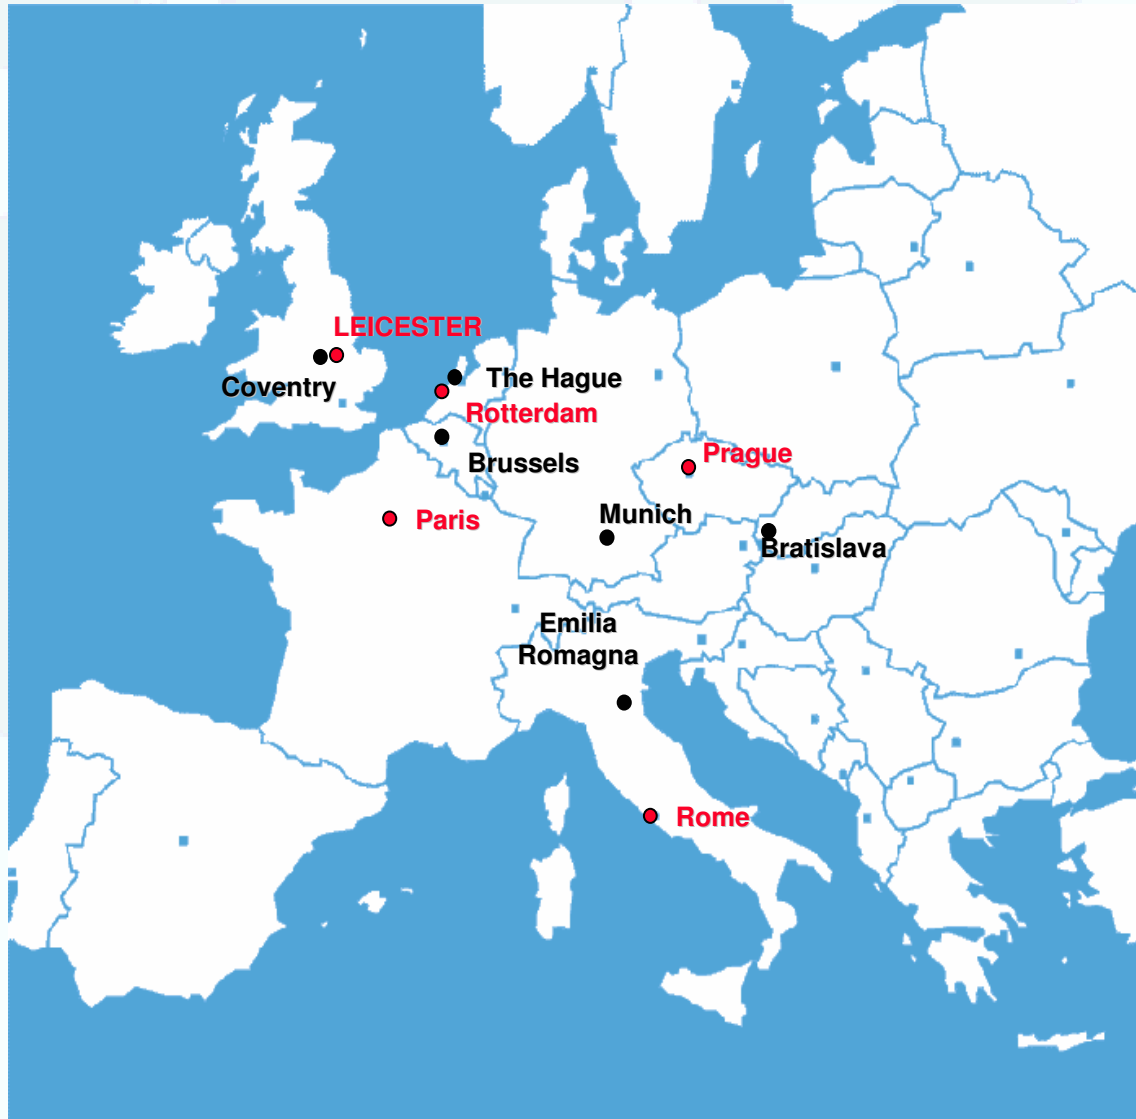 LEICESTER
Coventry
The Hague
Rotterdam
Brussels
Prague
Paris
Munich
Bratislava
Emilia
Romagna
Rome